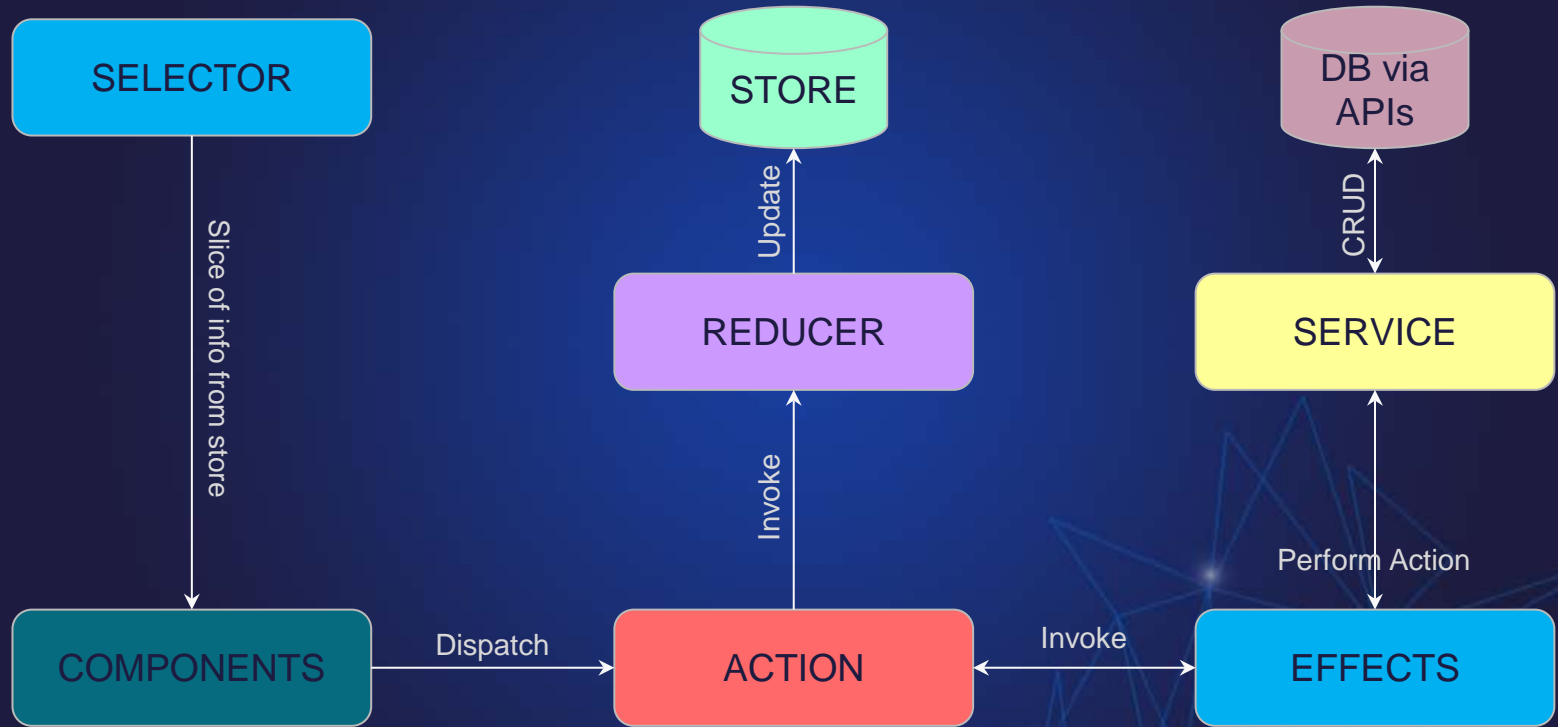 SELECTOR
STORE
DB via
APIs
Slice of info from store
Update
CRUD
REDUCER
SERVICE
Invoke
Perform Action
COMPONENTS
Dispatch
ACTION
Invoke
EFFECTS